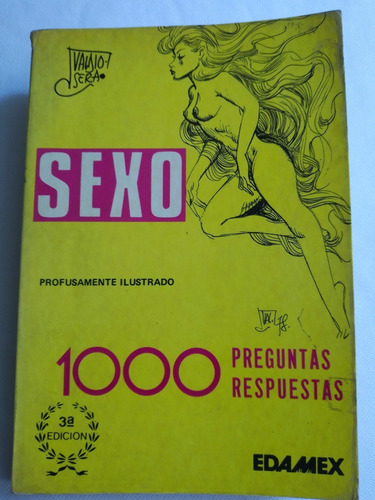 SEXO
PROFUSAMENTE ILUSTRADO
1000 PREGUNTAS
RESPUESTAS
3ª
EDICION
EDAMEX